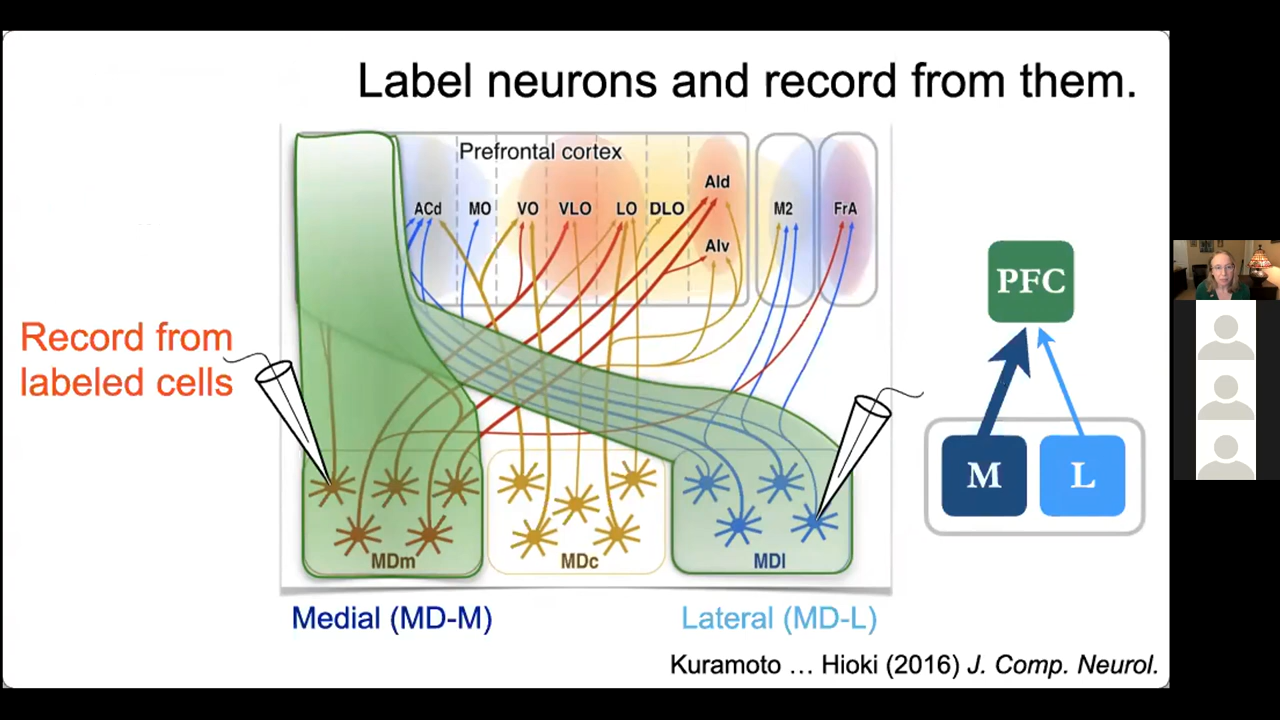 Label neurons and record from them.
Prefrontal cortex
AId
ACd MO VO VLO LO DLO M2 FrA
AIv
PFC
Record from
labeled cells
M L
MDm MDc MDl
Medial (MD-M) Lateral (MD-L)
Kuramoto … Hioki (2016) J. Comp. Neurol.